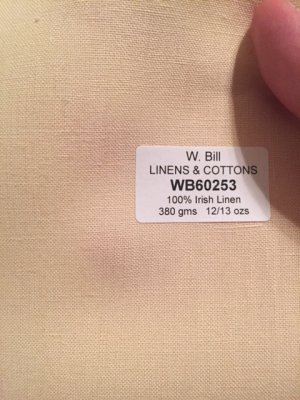 W. Bill
LINENS & COTTONS
WB60253
100% Irish Linen
380 gms 12/13 ozs